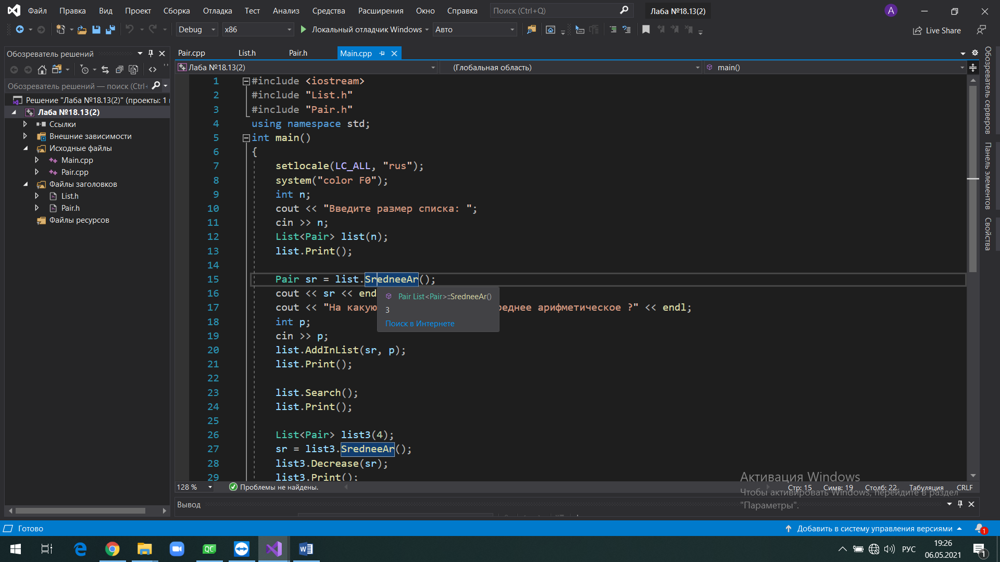 Файл Правка Вид Проект Сборка Отладка Тест Анализ Средства Расширения Окно Справка Поиск (Ctrl+Q) Лаба №18.13(2) A
Debug x86 Локальный отладчик Windows Авто Live Share
Обозреватель решений
Обозреватель решений — поиск (Ctrl+
Решение "Лаба №18.13(2)" (проекты: 1
Лаба №18.13(2)
Ссылки
Внешние зависимости
Исходные файлы
Main.cpp
Pair.cpp
Файлы заголовков
List.h
Pair.h
Файлы ресурсов
Pair.cpp List.h Pair.h Main.cpp
Лаба №18.13(2) (Глобальная область) main()
1 #include <iostream>
2 #include "List.h"
3 #include "Pair.h"
4 using namespace std;
5 int main()
6 {
7 setlocale(LC_ALL, "rus");
8 system("color F0");
9 int n;
10 cout << "Введите размер списка: ";
11 cin >> n;
12 List<Pair> list(n);
13 list.Print();
14
15 Pair sr = list.SredneeAr();
16 cout << sr << end
17 cout << "На какую реднее арифметическое ?" << endl;
18 int p;
19 cin >> p;
20 list.AddInList(sr, p);
21 list.Print();
22
23 list.Search();
24 list.Print();
25
26 List<Pair> list3(4);
27 sr = list3.SredneeAr();
28 list3.Decrease(sr);
29 list3.Print();
Pair List<Pair>::SredneeAr()
3
Поиск в Интернете
128 % Проблемы не найдены. Стр: 15 Симв: 19 Столб: 22 Табуляция CRLF
Вывод
Активация Windows
Чтобы активировать Windows, перейдите в раздел
"Параметры".
Обозреватель серверов
Панель элементов
Свойства
Готово Добавить в систему управления версиями 1
QC РУС 19:26
06.05.2021 1